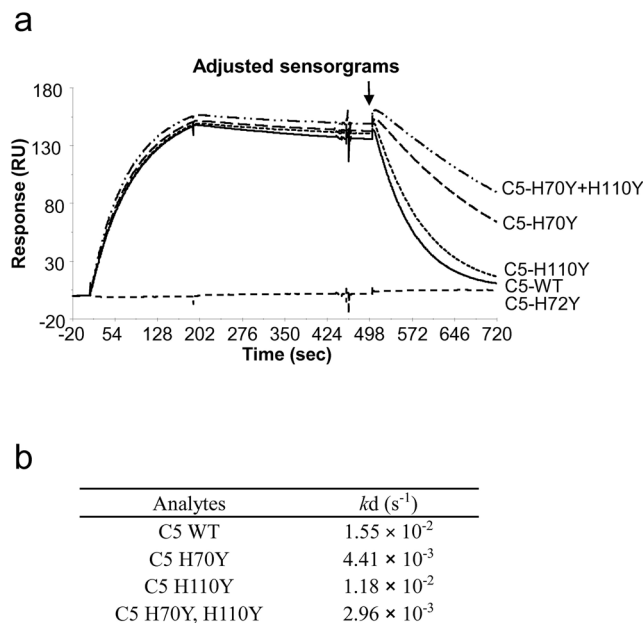 a
Adjusted sensorgrams
180
130
80
30
-20
Response (RU)
-20 54 128 202 276 350 424 498 572 646 720
Time (sec)
C5-H70Y+H110Y
C5-H70Y
C5-H110Y
C5-WT
C5-H72Y
b
Analytes kd (s⁻¹)
C5 WT 1.55 × 10⁻²
C5 H70Y 4.41 × 10⁻³
C5 H110Y 1.18 × 10⁻²
C5 H70Y, H110Y 2.96 × 10⁻³